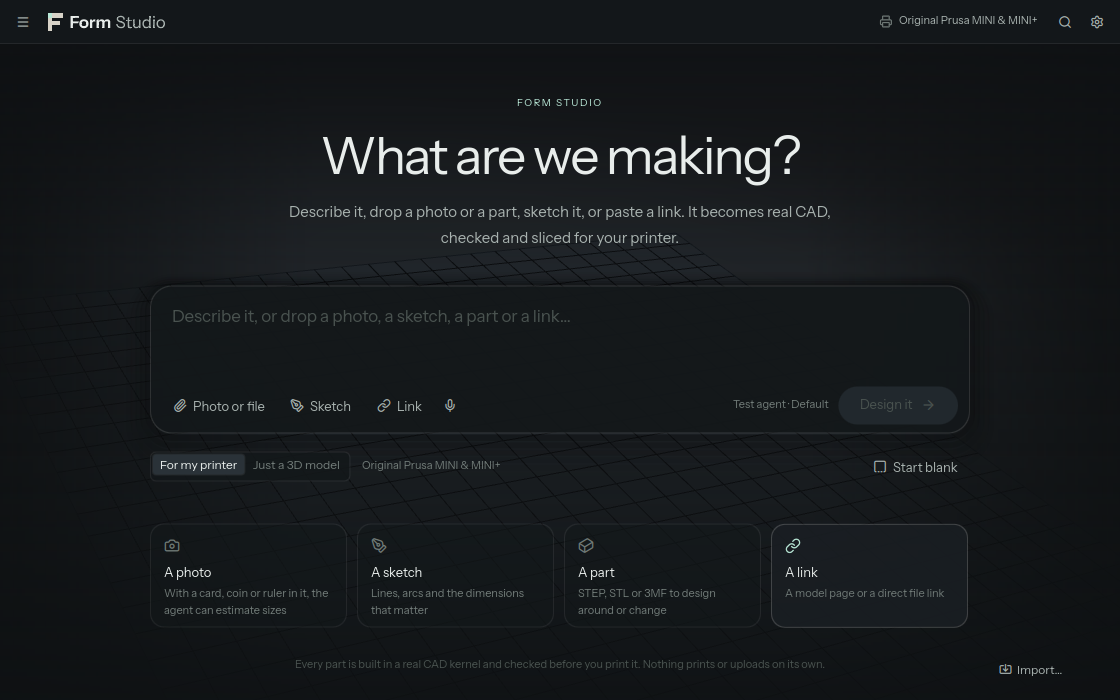 Form Studio
Original Prusa MINI & MINI+
FORM STUDIO
What are we making?
Describe it, drop a photo or a part, sketch it, or paste a link. It becomes real CAD,
checked and sliced for your printer.
Describe it, or drop a photo, a sketch, a part or a link...
Photo or file
Sketch
Link
Test agent · Default
Design it
For my printer
Just a 3D model
Original Prusa MINI & MINI+
Start blank
A photo
With a card, coin or ruler in it, the
agent can estimate sizes
A sketch
Lines, arcs and the dimensions
that matter
A part
STEP, STL or 3MF to design
around or change
A link
A model page or a direct file link
Every part is built in a real CAD kernel and checked before you print it. Nothing prints or uploads on its own.
Import...